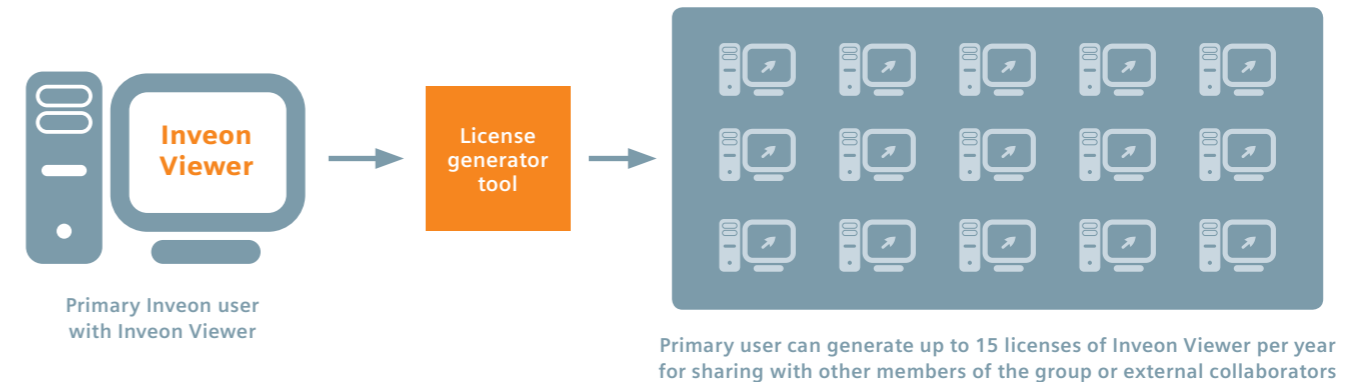 Inveon
Viewer
License
generator
tool
Primary Inveon user
with Inveon Viewer
Primary user can generate up to 15 licenses of Inveon Viewer per year
for sharing with other members of the group or external collaborators